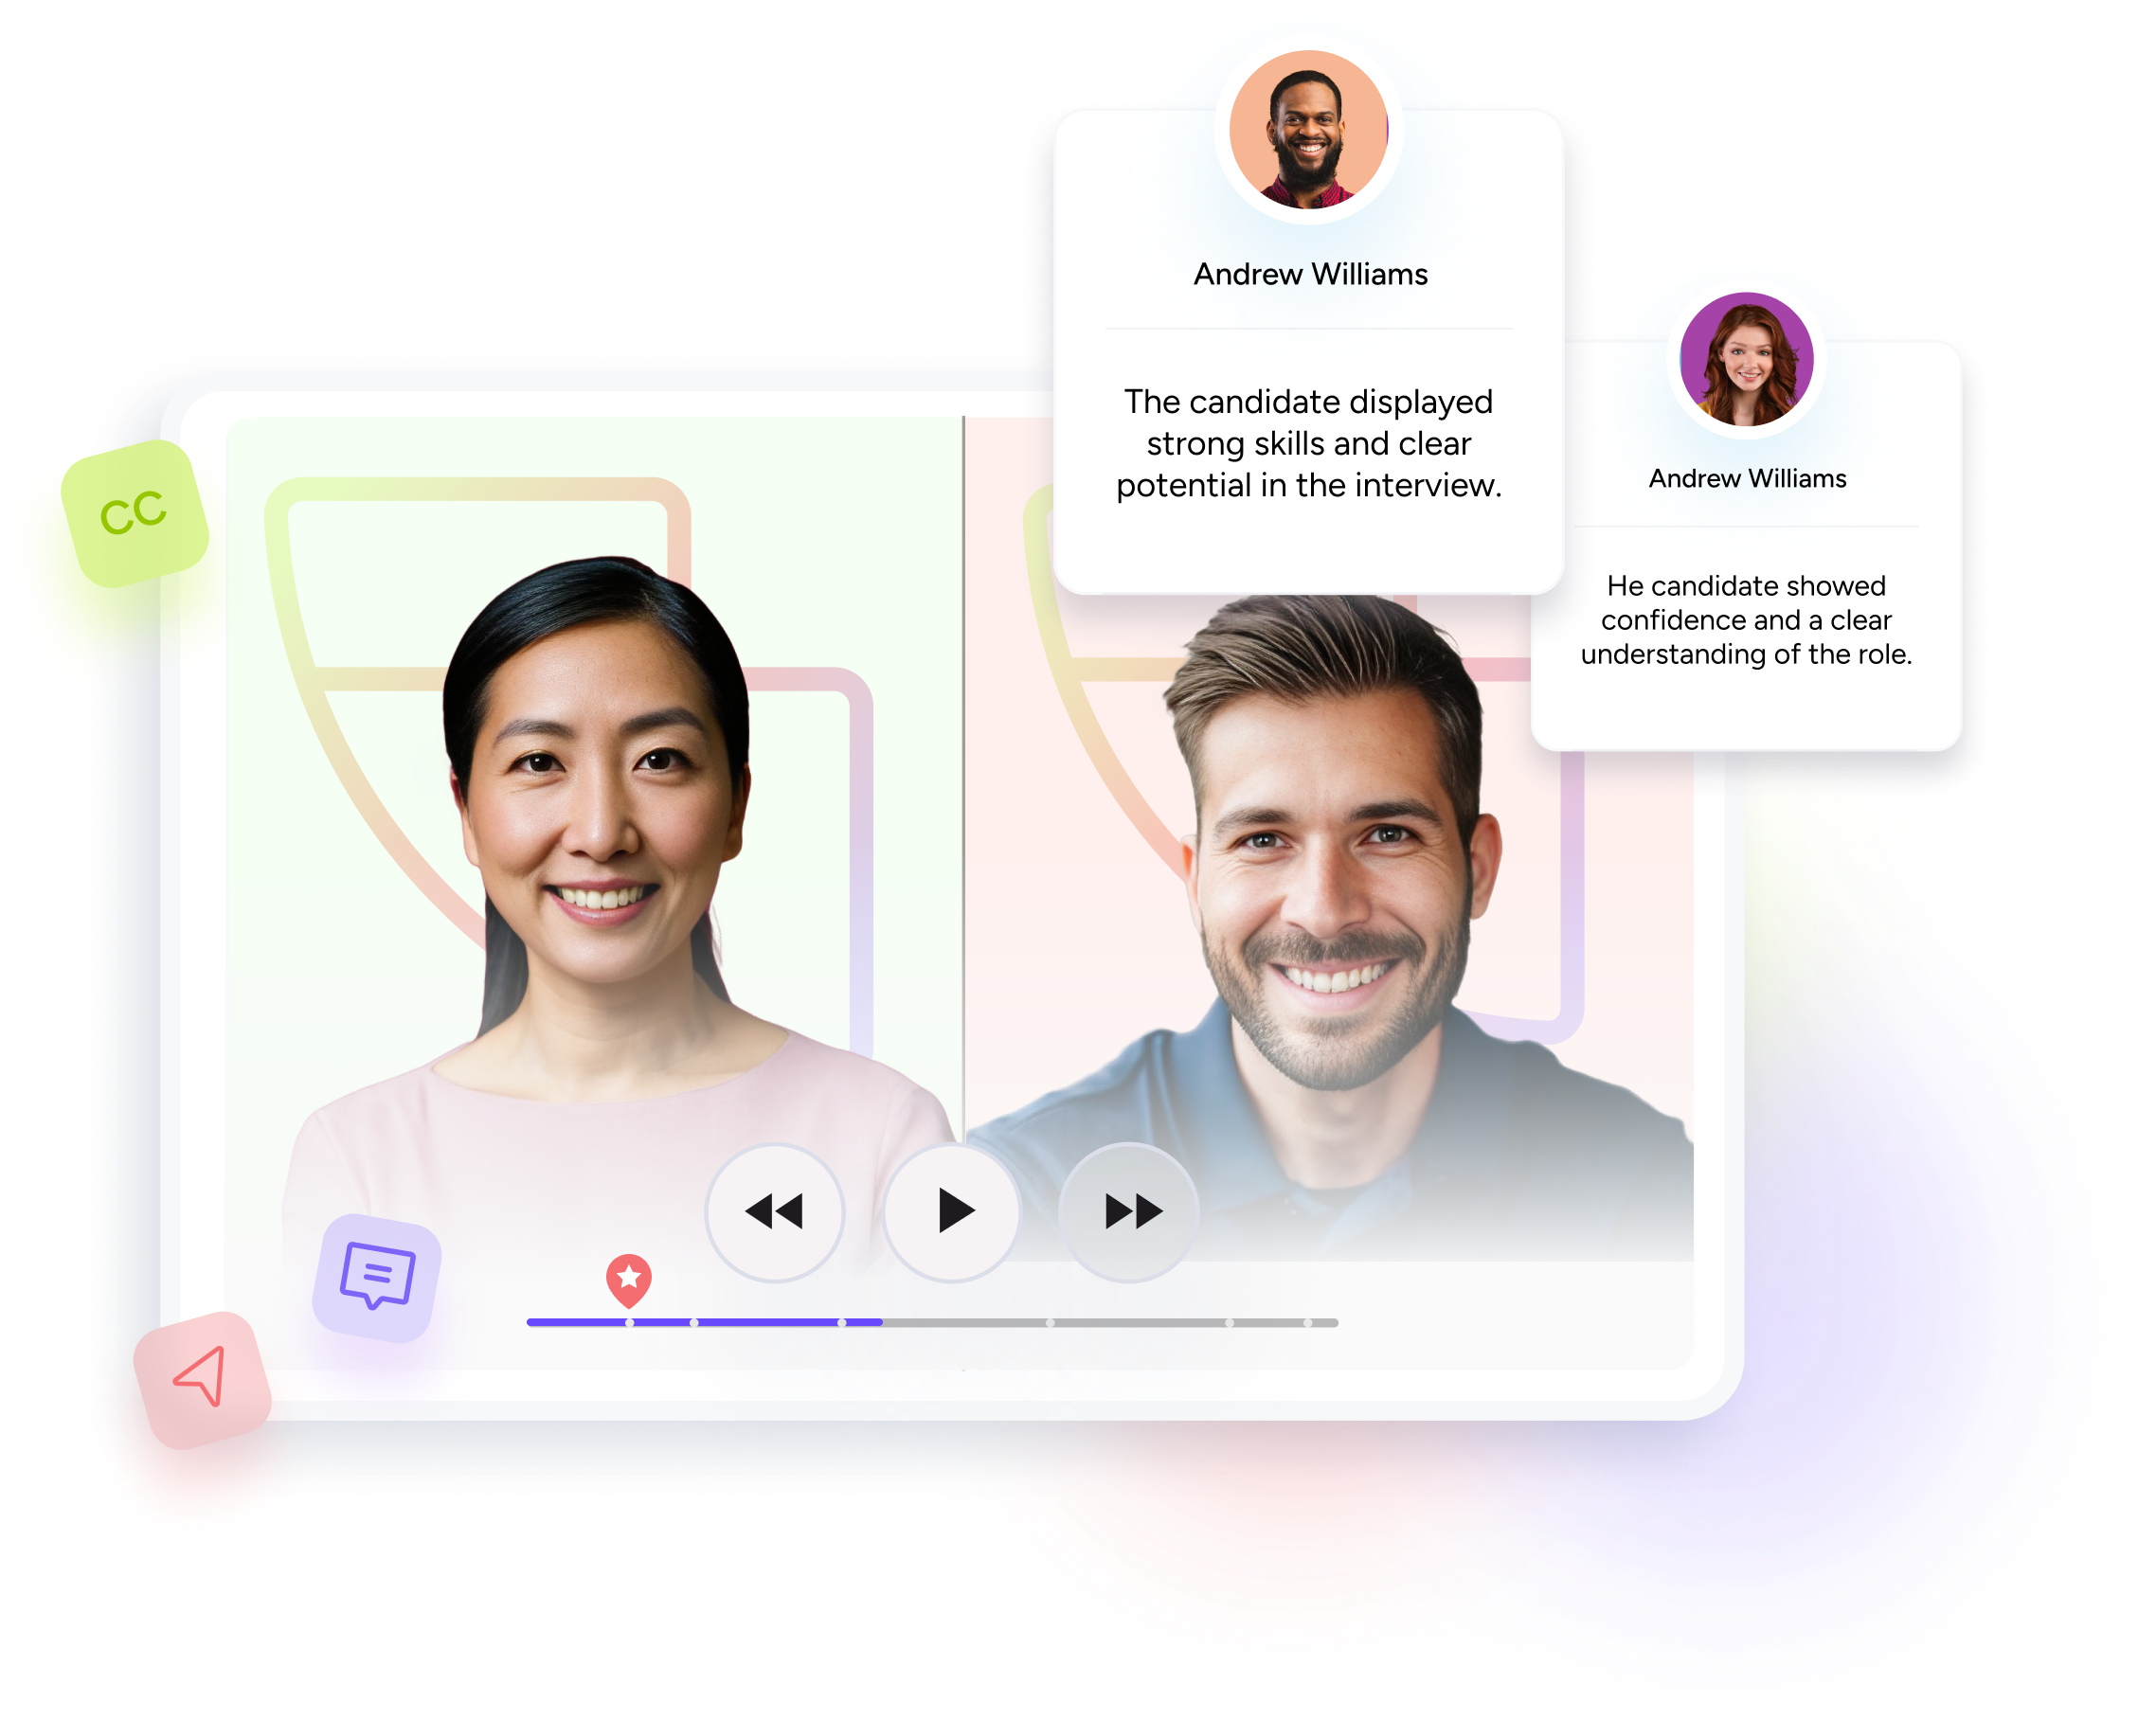 Andrew Williams
The candidate displayed
strong skills and clear
potential in the interview.
Andrew Williams
He candidate showed
confidence and a clear
understanding of the role.
CC